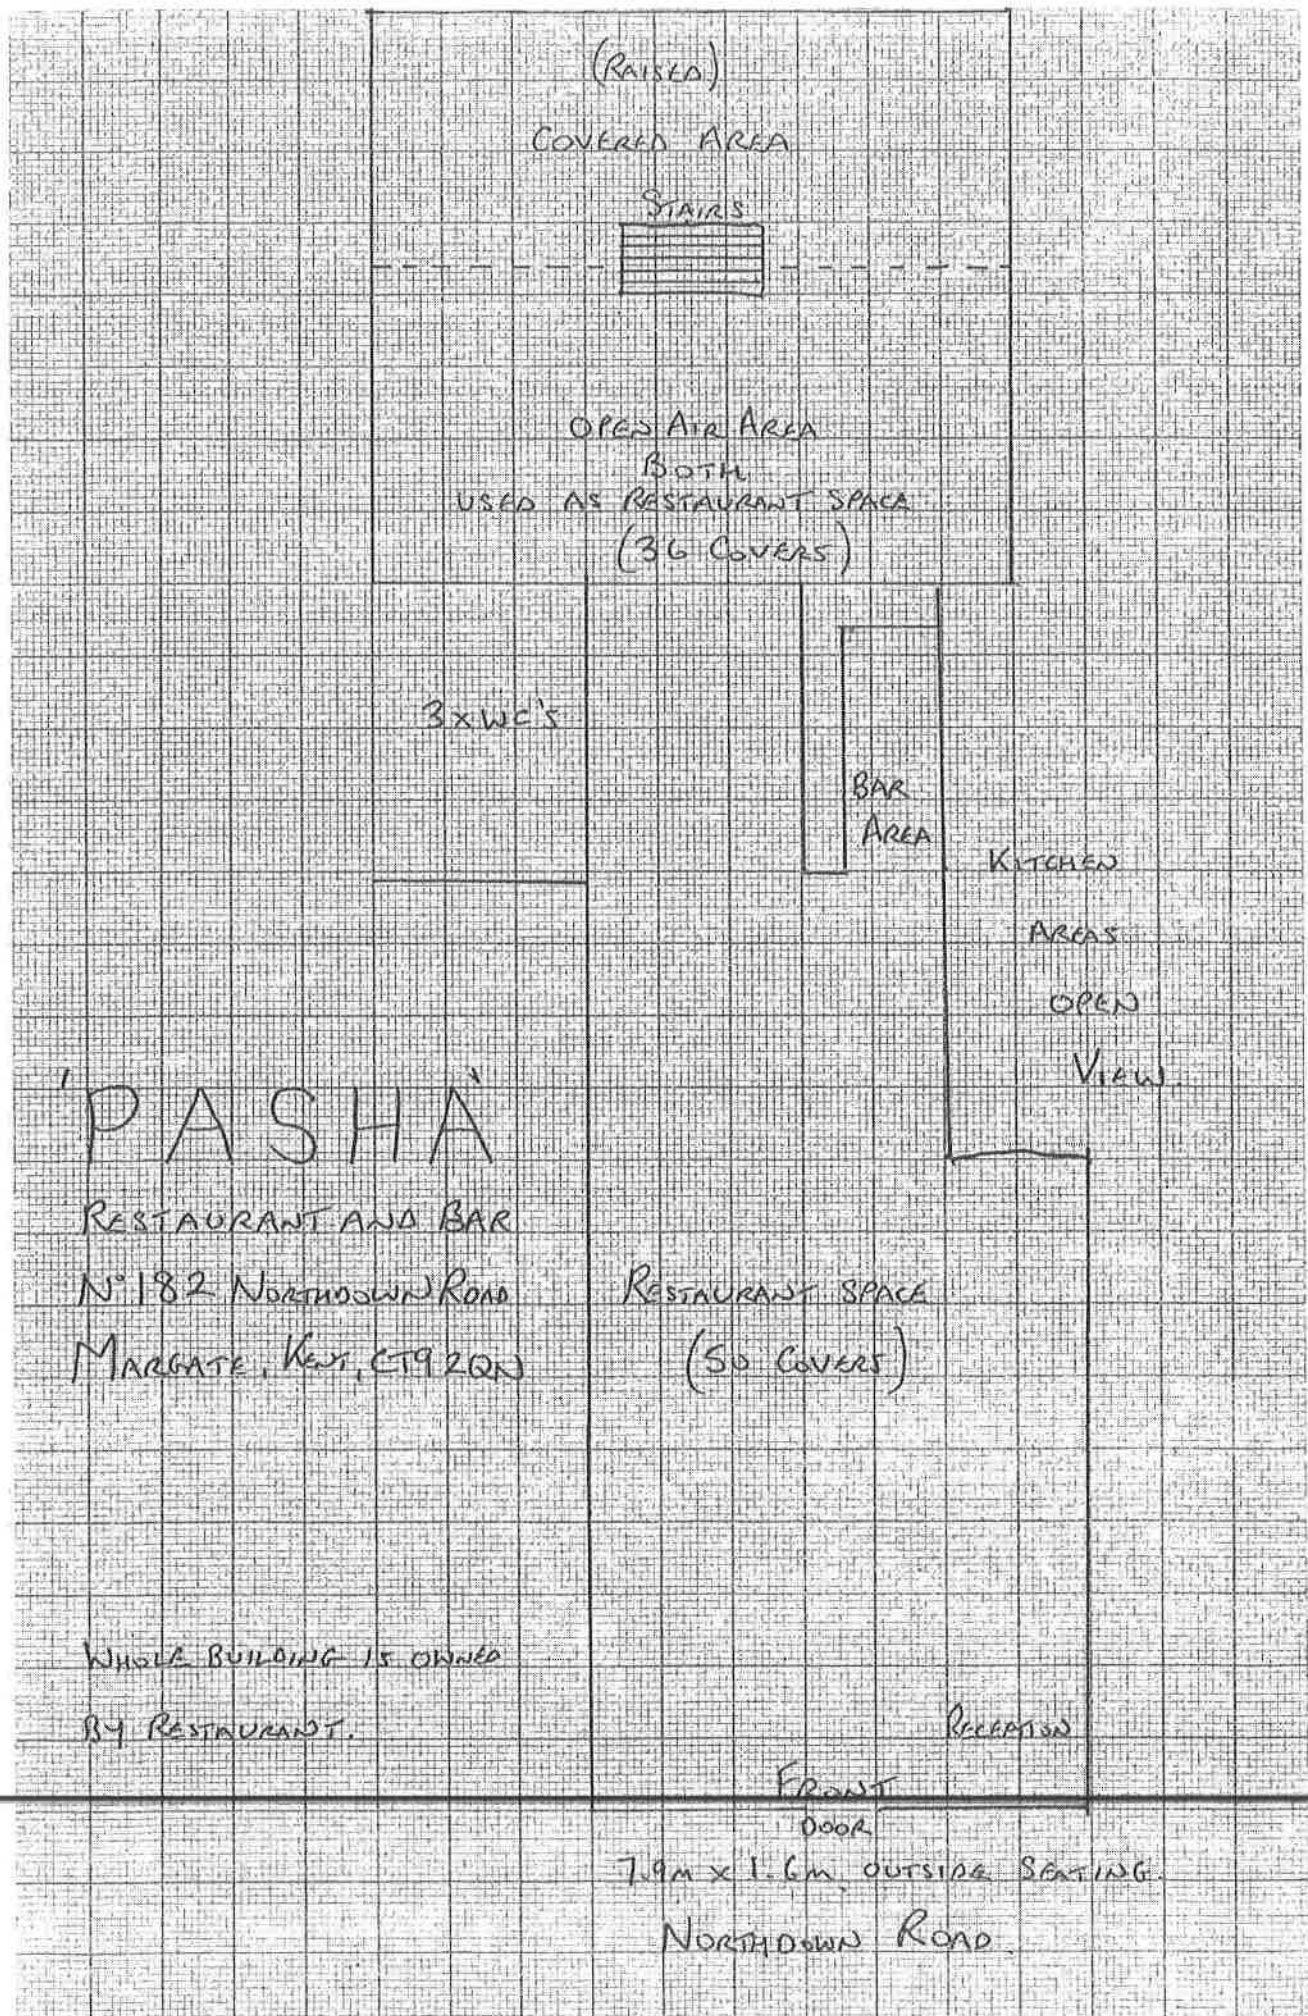 (RAISED)
COVERED AREA
STAIRS
OPEN AIR AREA
BOTH
USED AS RESTAURANT SPACE
(36 COVERS)
3 x WC'S
BAR
AREA
KITCHEN
AREAS
OPEN
VIEW.
'PASHA'
RESTAURANT AND BAR
No 182 NORTHDOWN ROAD
MARGATE, KENT, CT9 2QN
RESTAURANT SPACE
(50 COVERS)
WHOLE BUILDING IS OWNED
BY RESTAURANT.
RECEPTION
FRONT
DOOR
7.9m x 1.6m OUTSIDE SEATING.
NORTHDOWN ROAD.